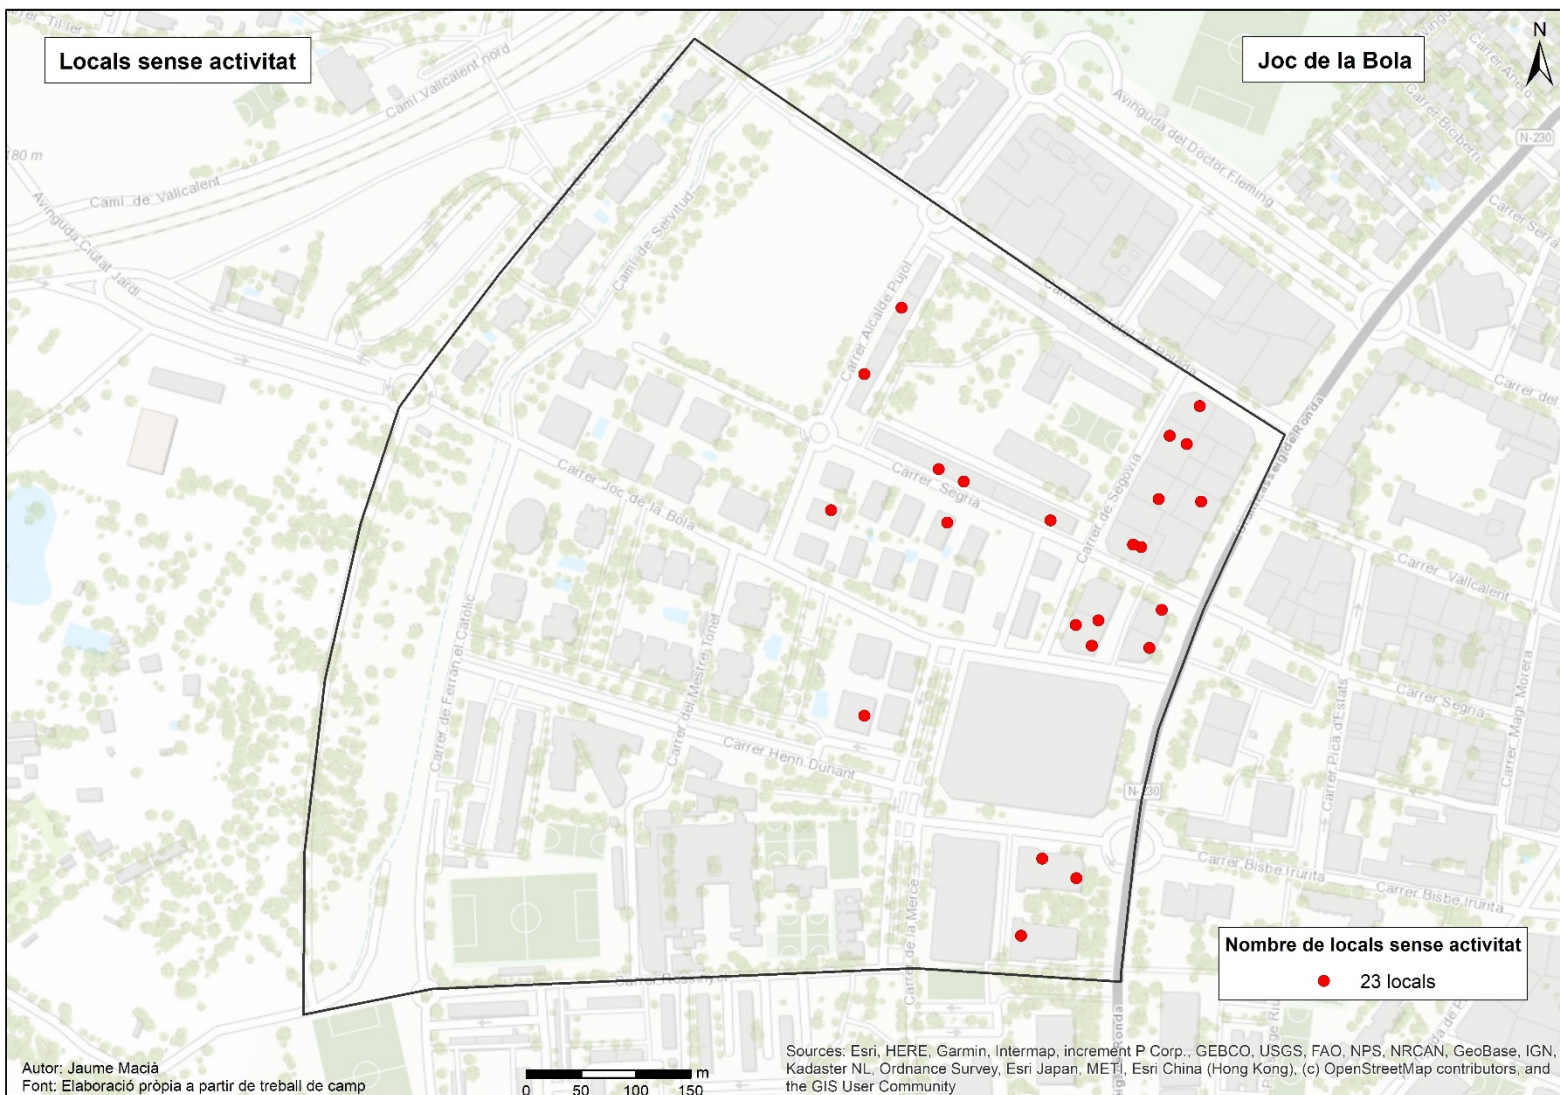 Locals sense activitat
Joc de la Bola
N
Camí Vallcalent nord
180 m
Camí de Vallcalent
Avinguda Ciutat Jardí
Camí de Servitud
Avinguda del Doctor Fleming
Carrer Biciberri
Carrer Alcalde Pujol
N-230
Carrer Segrià
Carrer de Segòvia
Carrer Joc de la Bola
Carrer Vallcalent
Carrer de Ferran el Catòlic
Carrer del Mestre Tonet
Carrer Henri Dunant
Carrer Segrià
Carrer Pica d'Estats
Carrer Magí Morera
N-230
Carrer Bisbe Irurita
Carrer Bisbe Irurita
Carrer de la Mercè
Nombre de locals sense activitat
23 locals
Autor: Jaume Macià
Font: Elaboració pròpia a partir de treball de camp
0 50 100 150 m
Sources: Esri, HERE, Garmin, Intermap, increment P Corp., GEBCO, USGS, FAO, NPS, NRCAN, GeoBase, IGN,
Kadaster NL, Ordnance Survey, Esri Japan, METI, Esri China (Hong Kong), (c) OpenStreetMap contributors, and
the GIS User Community